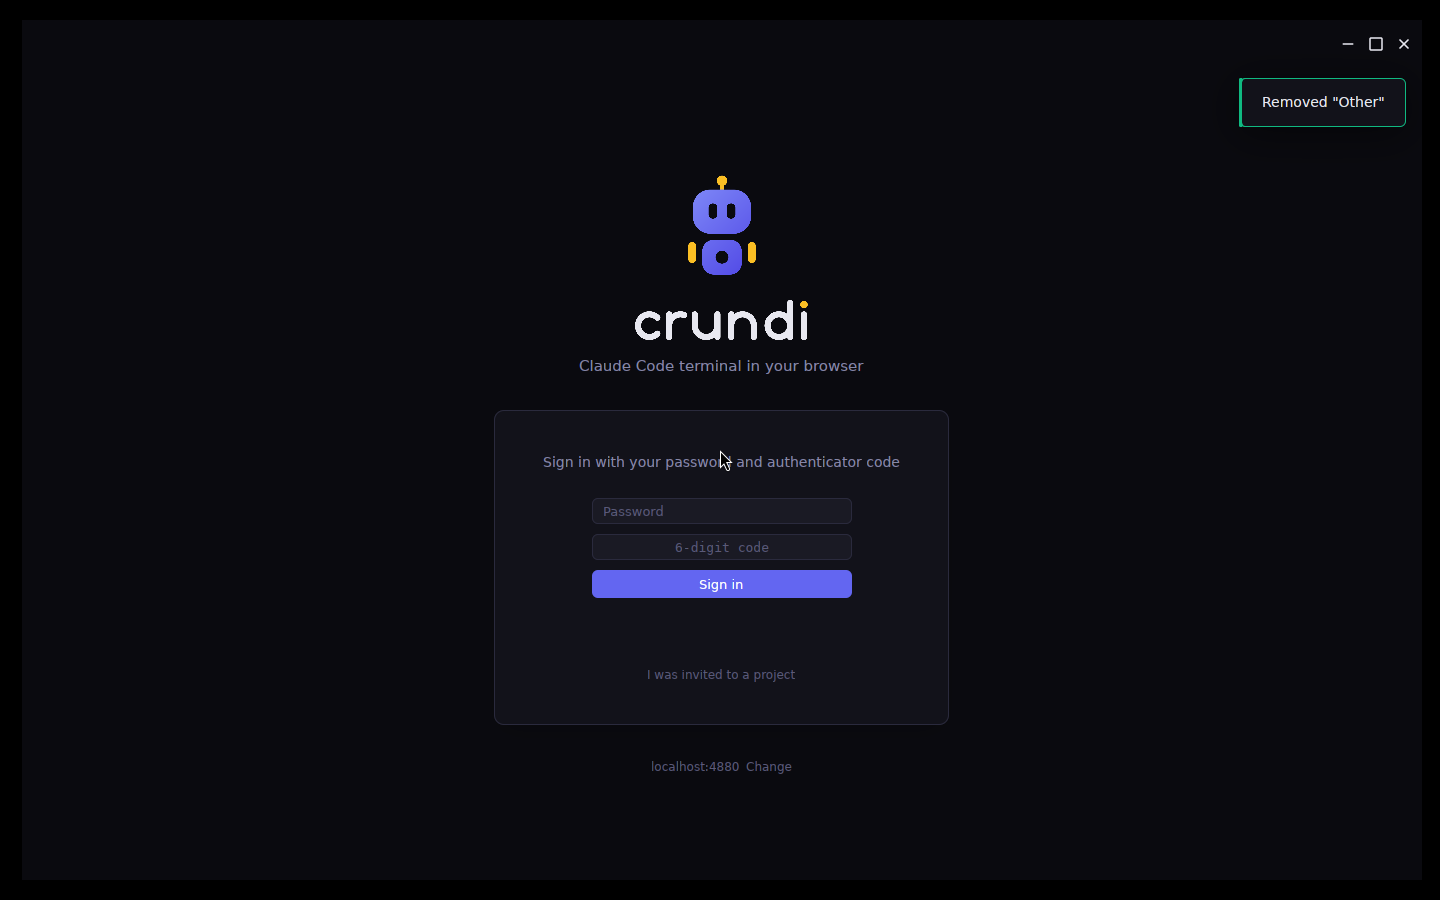 Removed "Other"
crundi
Claude Code terminal in your browser
Sign in with your password and authenticator code
Password
6-digit code
Sign in
I was invited to a project
localhost:4880 Change